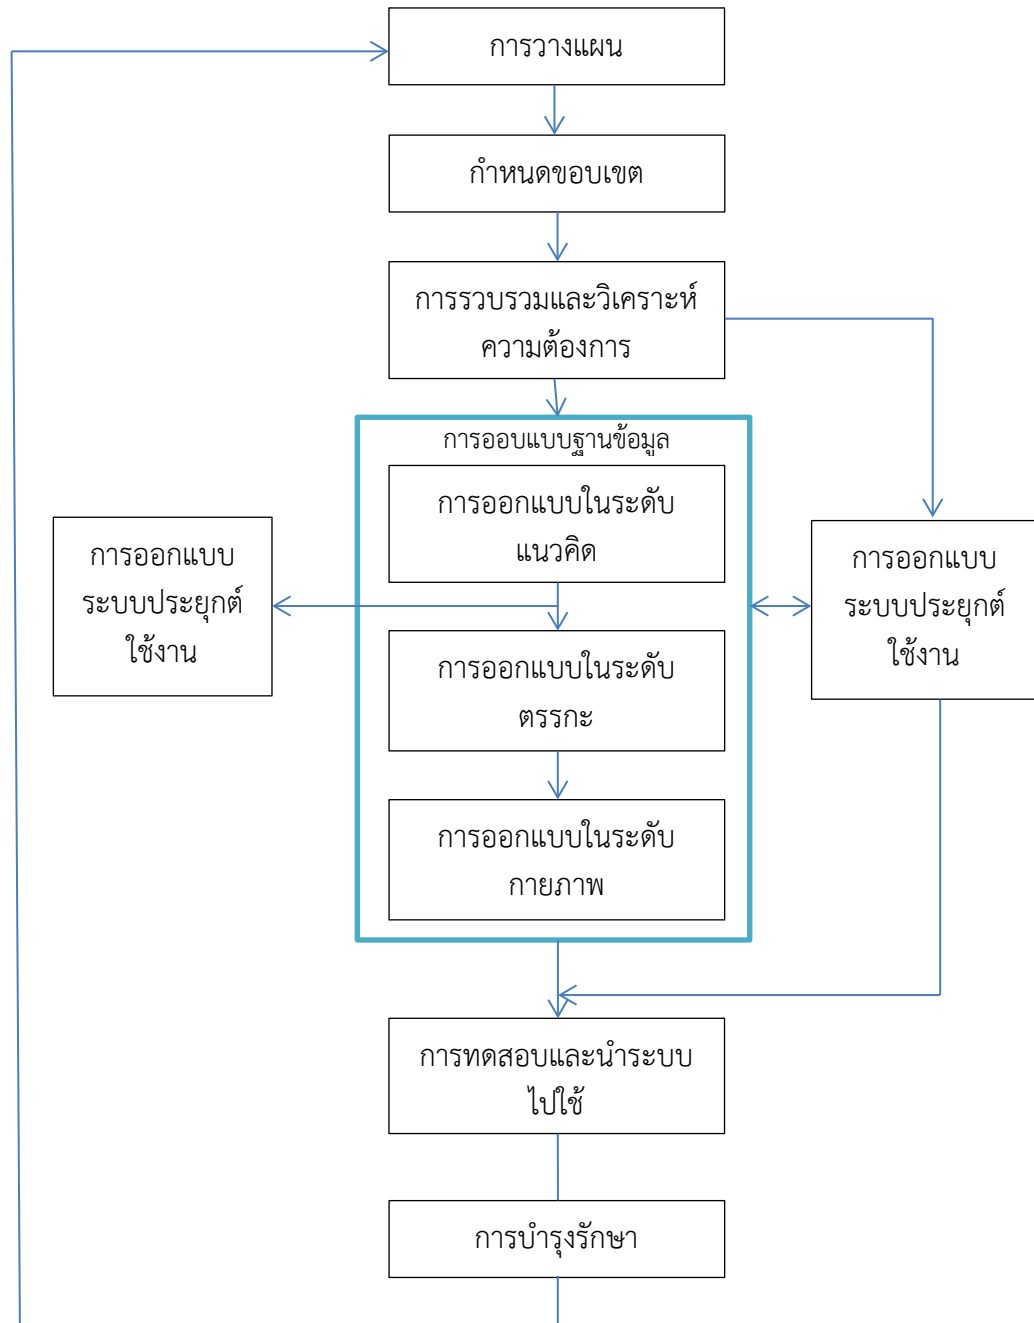 การวางแผน
กำหนดขอบเขต
การรวบรวมและวิเคราะห์
ความต้องการ
การออบแบบฐานข้อมูล
การออกแบบในระดับ
แนวคิด
การออกแบบ
ระบบประยุกต์
ใช้งาน
การออกแบบ
ระบบประยุกต์
ใช้งาน
การออกแบบในระดับ
ตรรกะ
การออกแบบในระดับ
กายภาพ
การทดสอบและนำระบบ
ไปใช้
การบำรุงรักษา